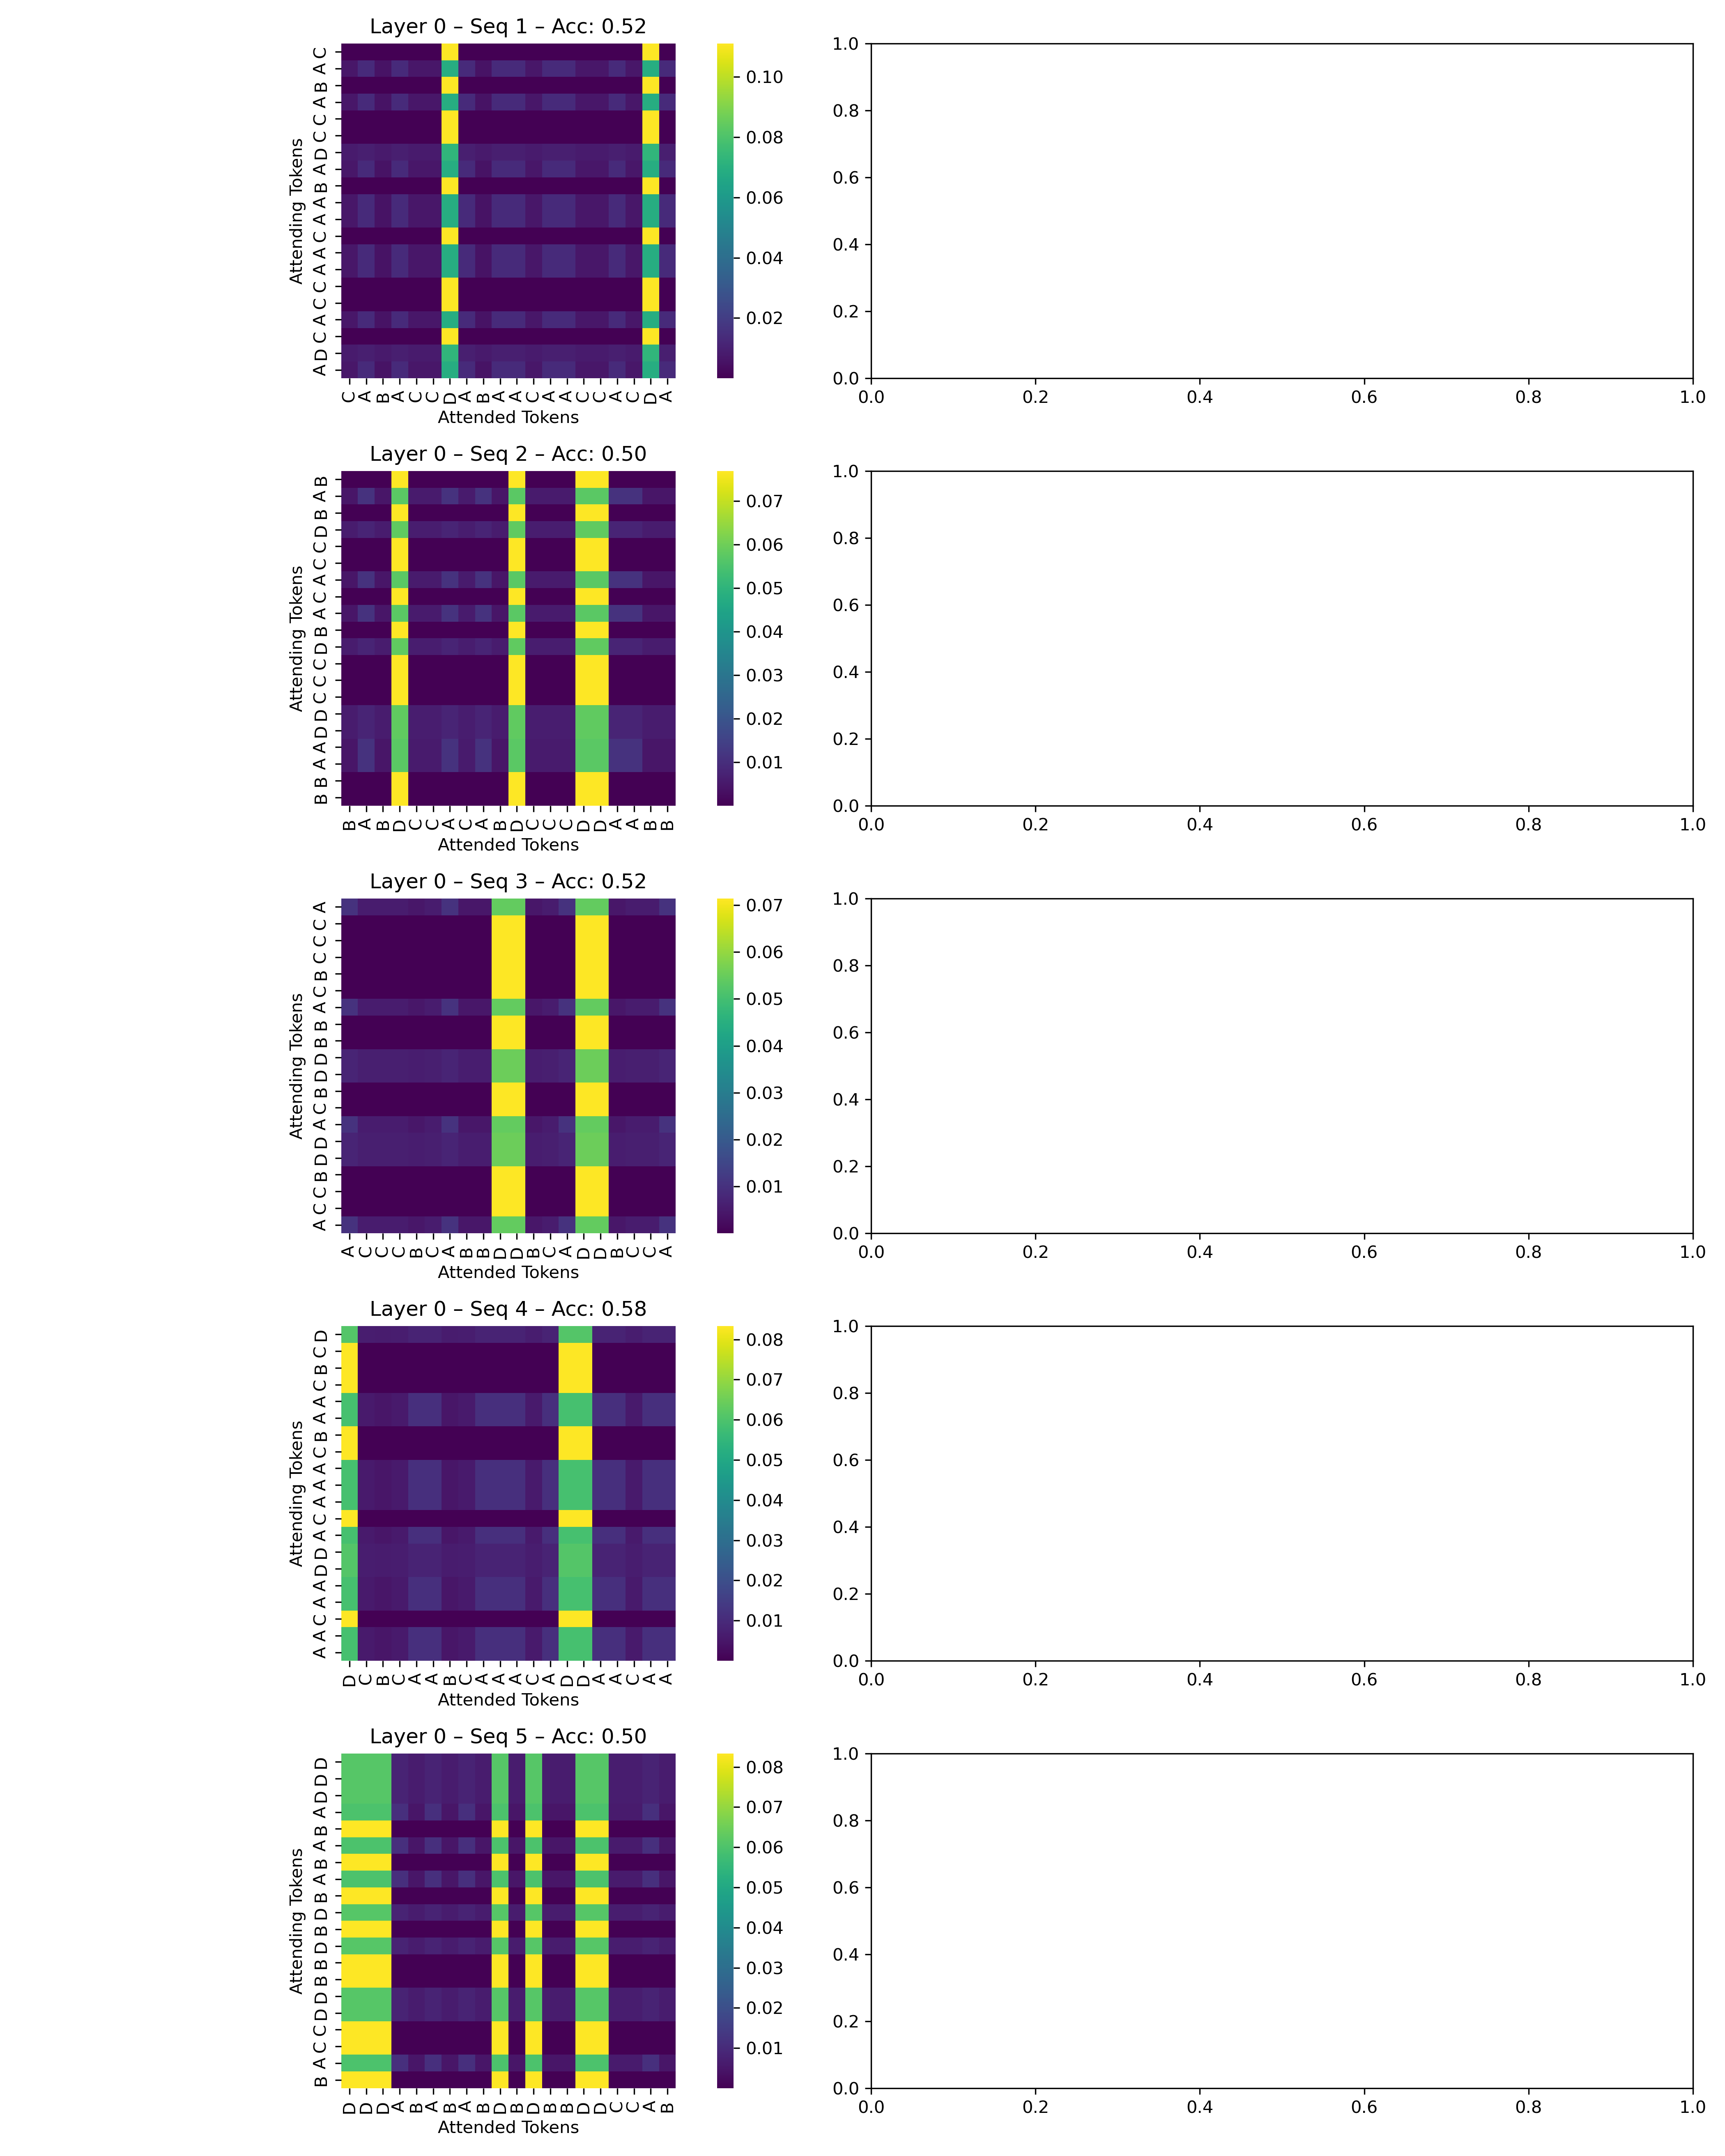 Layer 0 – Seq 1 – Acc: 0.52
Attending Tokens
A D C A C C A A C A A B A D C C A B A C
C A B A C C D A B A A C A A C C A C D A
Attended Tokens
0.10
0.08
0.06
0.04
0.02
1.0
0.8
0.6
0.4
0.2
0.0
0.0 0.2 0.4 0.6 0.8 1.0
Layer 0 – Seq 2 – Acc: 0.50
Attending Tokens
B B A A D D C C C D B A C A C C D B A B
B A B D C C A C A B D C C C D D A A B B
Attended Tokens
0.07
0.06
0.05
0.04
0.03
0.02
0.01
1.0
0.8
0.6
0.4
0.2
0.0
0.0 0.2 0.4 0.6 0.8 1.0
Layer 0 – Seq 3 – Acc: 0.52
Attending Tokens
A C C B D D A C B D D B B A C B C C C A
A C C C B C A B B D D B C A D D B C C A
Attended Tokens
0.07
0.06
0.05
0.04
0.03
0.02
0.01
1.0
0.8
0.6
0.4
0.2
0.0
0.0 0.2 0.4 0.6 0.8 1.0
Layer 0 – Seq 4 – Acc: 0.58
Attending Tokens
A A C A A D D A C A A A C B A A C B C D
D C B C A A B C A A A C A D D A A C A A
Attended Tokens
0.08
0.07
0.06
0.05
0.04
0.03
0.02
0.01
1.0
0.8
0.6
0.4
0.2
0.0
0.0 0.2 0.4 0.6 0.8 1.0
Layer 0 – Seq 5 – Acc: 0.50
Attending Tokens
B A C C D D B B D B D B A B A B A D D D
D D D A B A B A B D B D B B D D C C A B
Attended Tokens
0.08
0.07
0.06
0.05
0.04
0.03
0.02
0.01
1.0
0.8
0.6
0.4
0.2
0.0
0.0 0.2 0.4 0.6 0.8 1.0